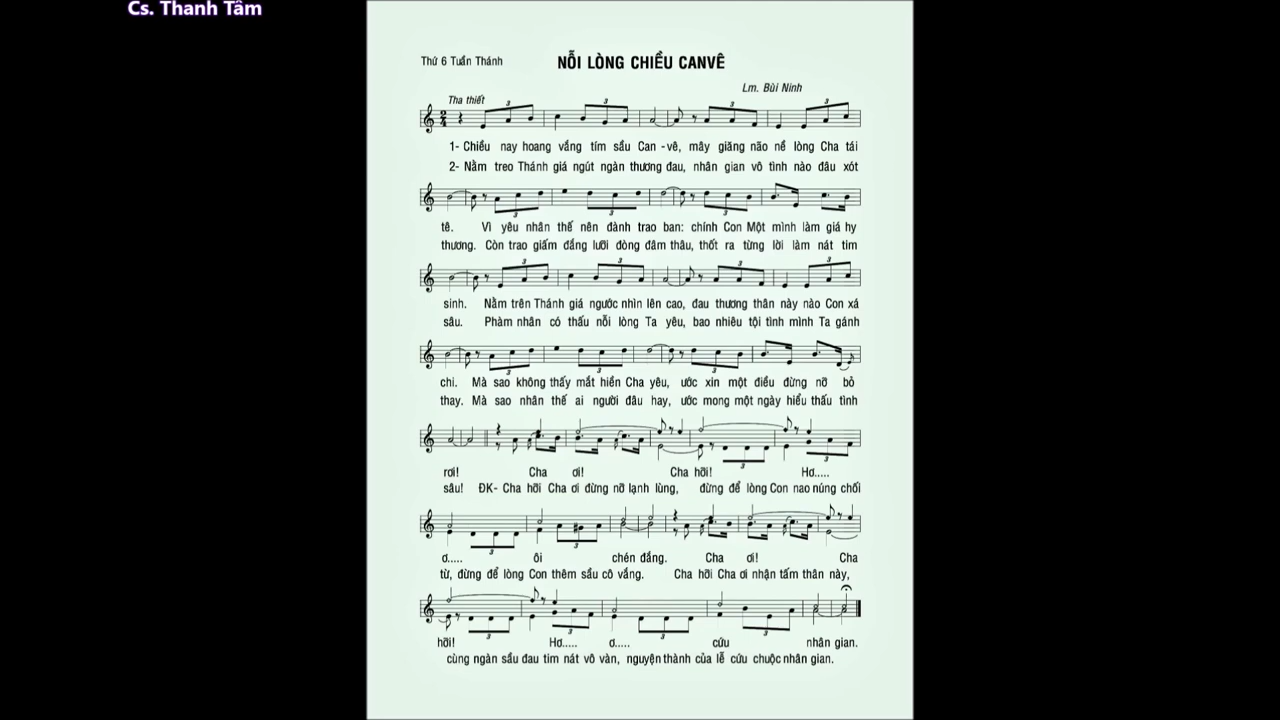 Cs. Thanh Tâm
Thứ 6 Tuần Thánh
NỖI LÒNG CHIỀU CANVÊ
Lm. Bùi Ninh
Tha thiết
1- Chiều nay hoang vắng tím sầu Can -vê, mây giăng não nề lòng Cha tái
2- Nằm treo Thánh giá ngút ngàn thương đau, nhân gian vô tình nào đâu xót
tê. Vì yêu nhân thế nên dành trao ban: chính Con Một mình làm giá hy
thương. Còn trao giấm đắng lưỡi đòng đâm thâu, thốt ra từng lời làm nát tim
sinh. Nằm trên Thánh giá ngước nhìn lên cao, đau thương thân này nào Con xá
sâu. Phàm nhân có thấu nỗi lòng Ta yêu, bao nhiêu tội tình mình Ta gánh
chi. Mà sao không thấy mắt hiền Cha yêu, ước xin một điều đừng nỡ bỏ
thay. Mà sao nhân thế ai người đâu hay, ước mong một ngày hiểu thấu tình
rơi! Cha ơi! Cha hỡi! Hơ.....
sâu! ĐK- Cha hỡi Cha ơi đừng nỡ lạnh lùng, đừng để lòng Con nao núng chối
ơ..... ôi chén đắng. Cha ơi! Cha
từ, đừng để lòng Con thêm sầu cô vắng. Cha hỡi Cha ơi nhận tấm thân này,
hỡi! Hơ..... ơ..... cứu nhân gian.
cùng ngàn sầu đau tim nát võ vàn, nguyện thành của lễ cứu chuộc nhân gian.